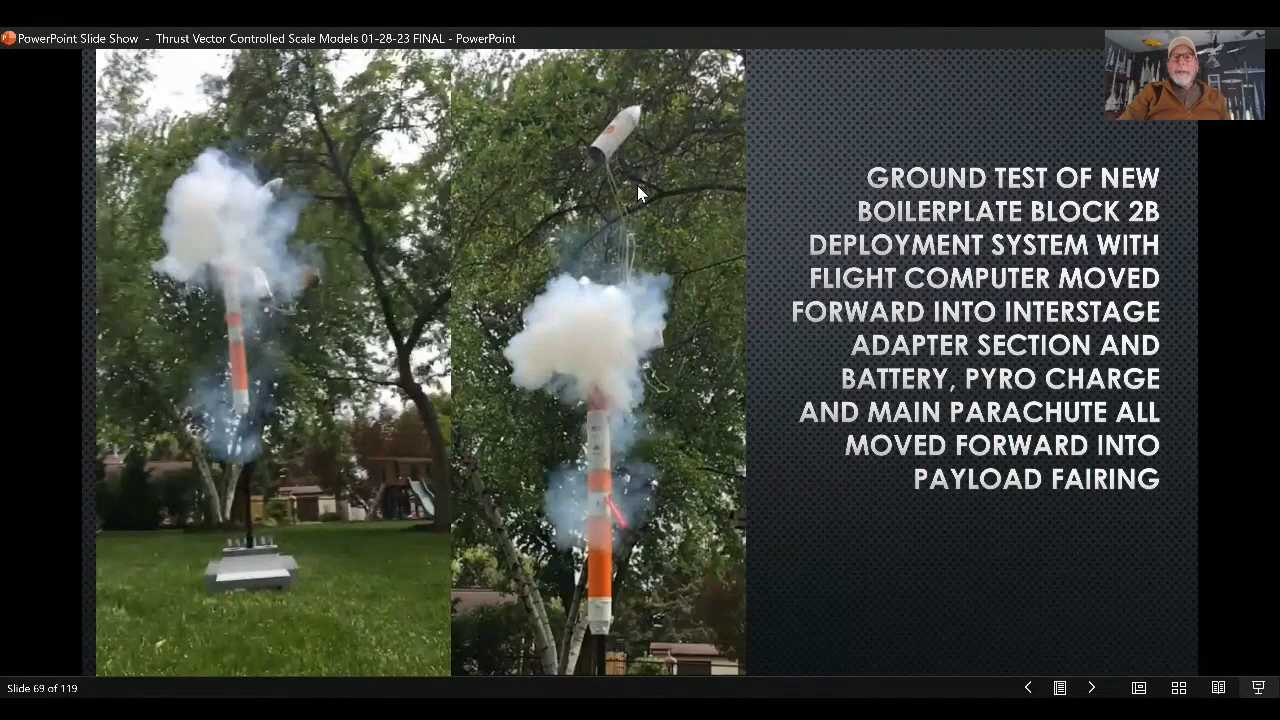 PowerPoint Slide Show - Thrust Vector Controlled Scale Models 01-28-23 FINAL - PowerPoint
GROUND TEST OF NEW
BOILERPLATE BLOCK 2B
DEPLOYMENT SYSTEM WITH
FLIGHT COMPUTER MOVED
FORWARD INTO INTERSTAGE
ADAPTER SECTION AND
BATTERY, PYRO CHARGE
AND MAIN PARACHUTE ALL
MOVED FORWARD INTO
PAYLOAD FAIRING
Slide 69 of 119